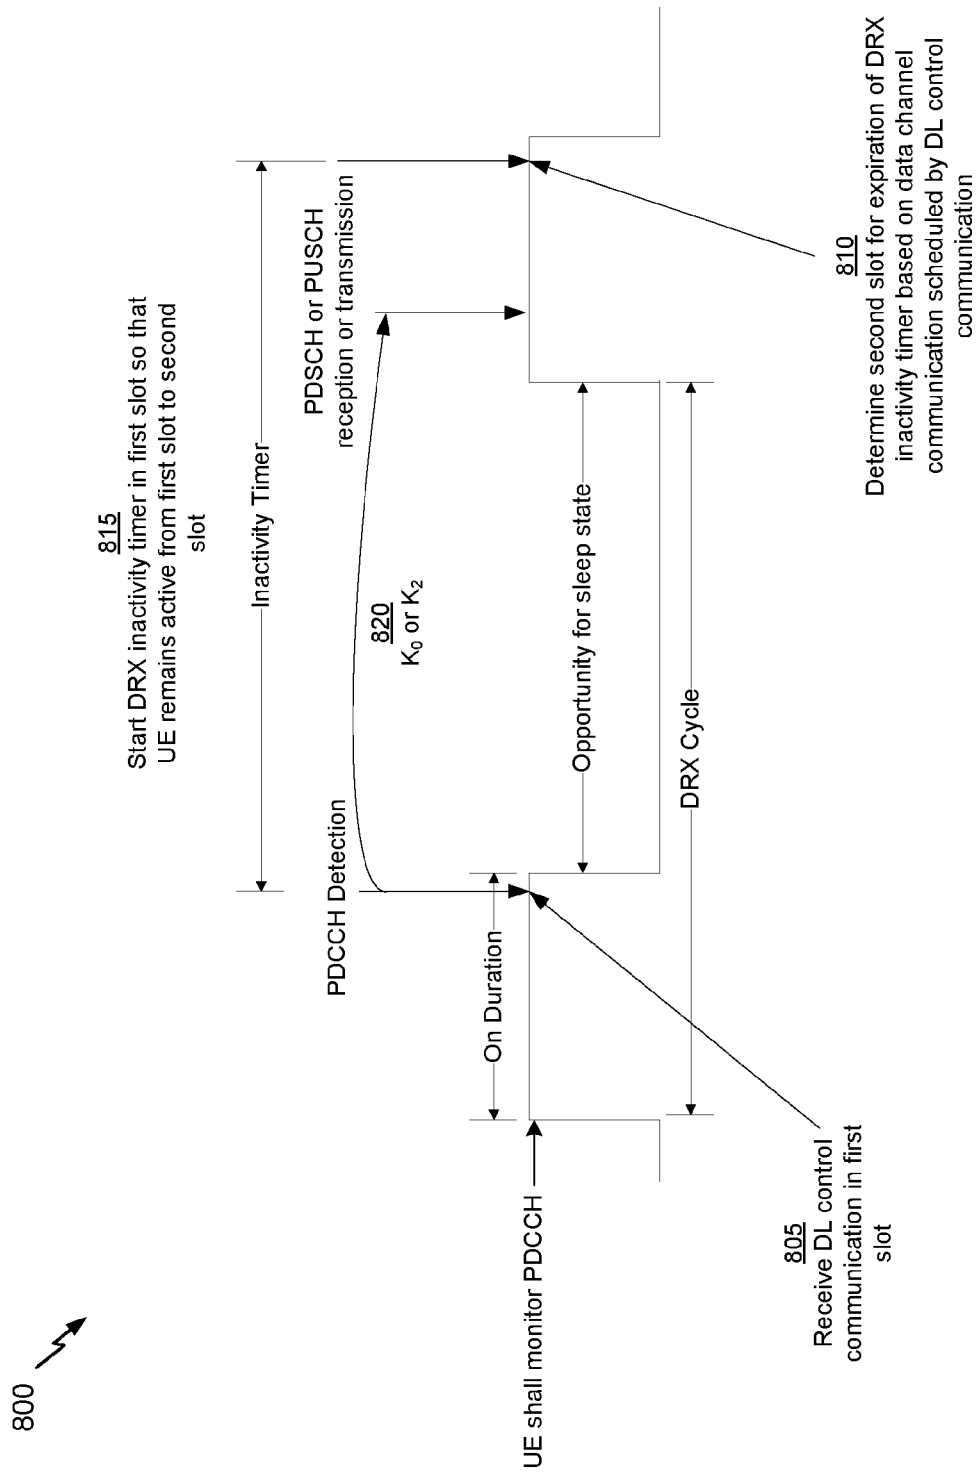 800
815
Start DRX inactivity timer in first slot so that
UE remains active from first slot to second
slot
Inactivity Timer
PDCCH Detection
PDSCH or PUSCH
reception or transmission
820
K0 or K2
On Duration
UE shall monitor PDCCH
Opportunity for sleep state
DRX Cycle
805
Receive DL control
communication in first
slot
810
Determine second slot for expiration of DRX
inactivity timer based on data channel
communication scheduled by DL control
communication